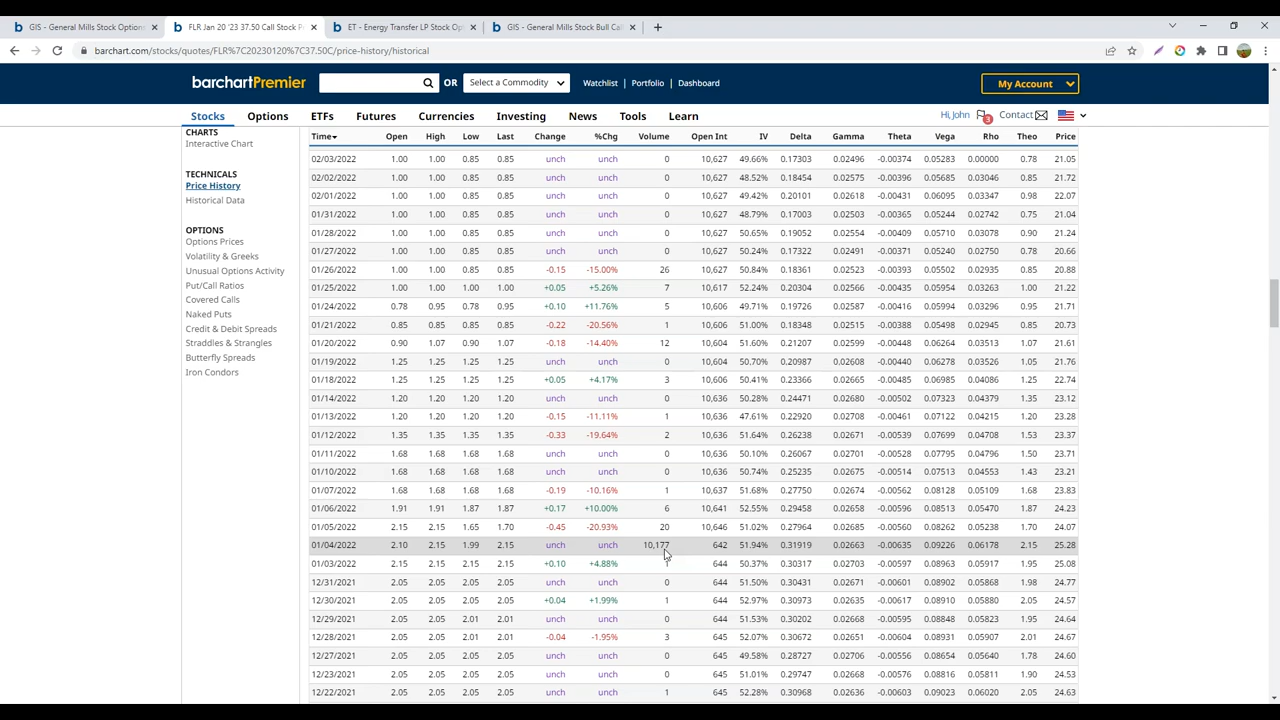 GIS - General Mills Stock Option
FLR Jan 20 '23 37.50 Call Stock P
ET - Energy Transfer LP Stock Op
GIS - General Mills Stock Bull Cal
barchart.com/stocks/quotes/FLR%7C20230120%7C37.50C/price-history/historical
barchartPremier OR Select a Commodity Watchlist Portfolio Dashboard My Account
Stocks Options ETFs Futures Currencies Investing News Tools Learn Hi, John 3 Contact
CHARTS
Interactive Chart
TECHNICALS
Price History
Historical Data
OPTIONS
Options Prices
Volatility & Greeks
Unusual Options Activity
Put/Call Ratios
Covered Calls
Naked Puts
Credit & Debit Spreads
Straddles & Strangles
Butterfly Spreads
Iron Condors
Time Open High Low Last Change %Chg Volume Open Int IV Delta Gamma Theta Vega Rho Theo Price
02/03/2022 1.00 1.00 0.85 0.85 unch unch 0 10,627 49.66% 0.17303 0.02496 -0.00374 0.05283 0.00000 0.78 21.05
02/02/2022 1.00 1.00 0.85 0.85 unch unch 0 10,627 48.52% 0.18454 0.02575 -0.00396 0.05685 0.03046 0.85 21.72
02/01/2022 1.00 1.00 0.85 0.85 unch unch 0 10,627 49.42% 0.20101 0.02618 -0.00431 0.06095 0.03347 0.98 22.07
01/31/2022 1.00 1.00 0.85 0.85 unch unch 0 10,627 48.79% 0.17003 0.02503 -0.00365 0.05244 0.02742 0.75 21.04
01/28/2022 1.00 1.00 0.85 0.85 unch unch 0 10,627 50.65% 0.19052 0.02554 -0.00409 0.05710 0.03078 0.90 21.24
01/27/2022 1.00 1.00 0.85 0.85 unch unch 0 10,627 50.24% 0.17322 0.02491 -0.00371 0.05240 0.02750 0.78 20.66
01/26/2022 1.00 1.00 0.85 0.85 -0.15 -15.00% 26 10,627 50.84% 0.18361 0.02523 -0.00393 0.05502 0.02935 0.85 20.88
01/25/2022 1.00 1.00 1.00 1.00 +0.05 +5.26% 7 10,617 52.24% 0.20304 0.02566 -0.00435 0.05954 0.03263 1.00 21.22
01/24/2022 0.78 0.95 0.78 0.95 +0.10 +11.76% 5 10,606 49.71% 0.19726 0.02587 -0.00416 0.05994 0.03296 0.95 21.71
01/21/2022 0.85 0.85 0.85 0.85 -0.22 -20.56% 1 10,606 51.00% 0.18348 0.02515 -0.00388 0.05498 0.02945 0.85 20.73
01/20/2022 0.90 1.07 0.90 1.07 -0.18 -14.40% 12 10,604 51.60% 0.21207 0.02599 -0.00448 0.06264 0.03513 1.07 21.61
01/19/2022 1.25 1.25 1.25 1.25 unch unch 0 10,604 50.70% 0.20987 0.02608 -0.00440 0.06278 0.03526 1.05 21.76
01/18/2022 1.25 1.25 1.25 1.25 +0.05 +4.17% 3 10,606 50.41% 0.23366 0.02665 -0.00485 0.06985 0.04086 1.25 22.74
01/14/2022 1.20 1.20 1.20 1.20 unch unch 0 10,636 50.28% 0.24471 0.02680 -0.00502 0.07323 0.04379 1.35 23.12
01/13/2022 1.20 1.20 1.20 1.20 -0.15 -11.11% 1 10,636 47.61% 0.22920 0.02708 -0.00461 0.07122 0.04215 1.20 23.28
01/12/2022 1.35 1.35 1.35 1.35 -0.33 -19.64% 2 10,636 51.64% 0.26238 0.02671 -0.00539 0.07699 0.04708 1.53 23.37
01/11/2022 1.68 1.68 1.68 1.68 unch unch 0 10,636 50.10% 0.26067 0.02701 -0.00528 0.07795 0.04796 1.50 23.71
01/10/2022 1.68 1.68 1.68 1.68 unch unch 0 10,636 50.74% 0.25235 0.02675 -0.00514 0.07513 0.04553 1.43 23.21
01/07/2022 1.68 1.68 1.68 1.68 -0.19 -10.16% 1 10,637 51.68% 0.27750 0.02674 -0.00562 0.08128 0.05109 1.68 23.83
01/06/2022 1.91 1.91 1.87 1.87 +0.17 +10.00% 6 10,641 52.55% 0.29458 0.02658 -0.00596 0.08513 0.05470 1.87 24.23
01/05/2022 2.15 2.15 1.65 1.70 -0.45 -20.93% 20 10,646 51.02% 0.27964 0.02685 -0.00560 0.08262 0.05238 1.70 24.07
01/04/2022 2.10 2.15 1.99 2.15 unch unch 10,177 642 51.94% 0.31919 0.02663 -0.00635 0.09226 0.06178 2.15 25.28
01/03/2022 2.15 2.15 2.15 2.15 +0.10 +4.88% 1 644 50.37% 0.30317 0.02703 -0.00597 0.08963 0.05917 1.95 25.08
12/31/2021 2.05 2.05 2.05 2.05 unch unch 0 644 51.50% 0.30431 0.02671 -0.00601 0.08902 0.05868 1.98 24.77
12/30/2021 2.05 2.05 2.05 2.05 +0.04 +1.99% 1 644 52.97% 0.30973 0.02635 -0.00617 0.08910 0.05880 2.05 24.57
12/29/2021 2.05 2.05 2.01 2.01 unch unch 0 644 51.53% 0.30202 0.02668 -0.00595 0.08848 0.05823 1.95 24.64
12/28/2021 2.05 2.05 2.01 2.01 -0.04 -1.95% 3 645 52.07% 0.30672 0.02651 -0.00604 0.08931 0.05907 2.01 24.67
12/27/2021 2.05 2.05 2.05 2.05 unch unch 0 645 49.58% 0.28727 0.02706 -0.00556 0.08654 0.05640 1.78 24.60
12/23/2021 2.05 2.05 2.05 2.05 unch unch 0 645 51.01% 0.29747 0.02668 -0.00576 0.08816 0.05811 1.90 24.53
12/22/2021 2.05 2.05 2.05 2.05 unch unch 1 645 52.28% 0.30968 0.02636 -0.00603 0.09023 0.06020 2.05 24.63